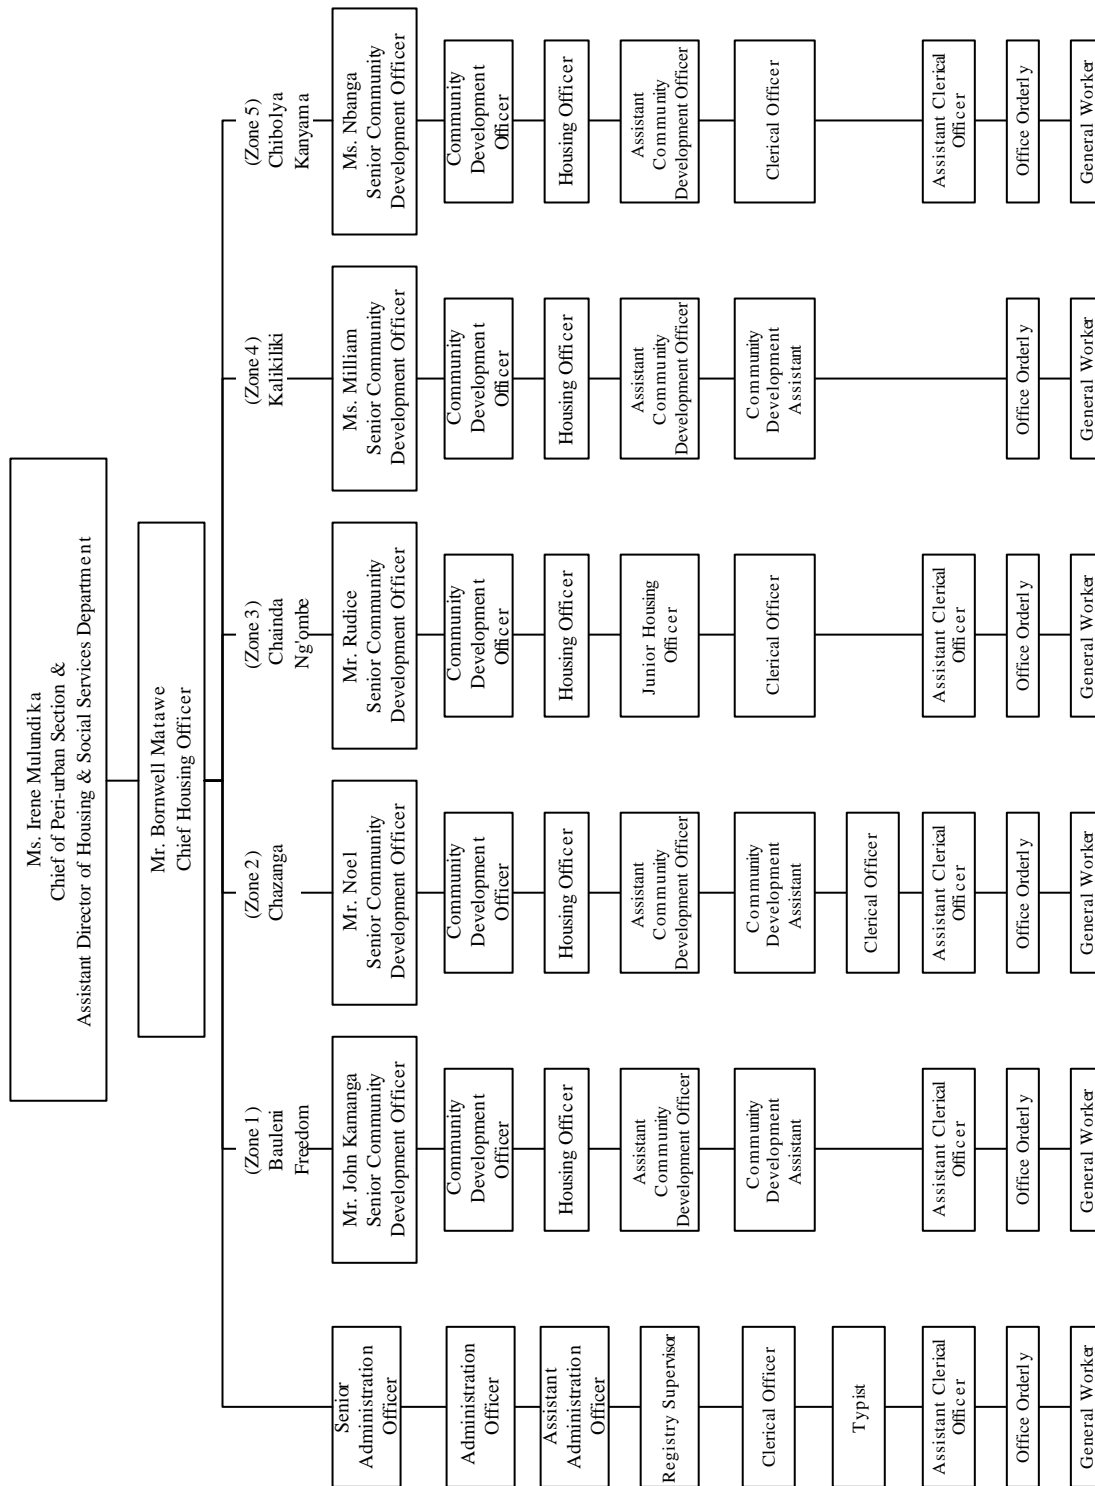 Ms. Irene Mulundika
Chief of Peri-urban Section &
Assistant Director of Housing & Social Services Department
Mr. Bornwell Matawe
Chief Housing Officer
Senior
Administration
Officer
Administration
Officer
Assistant
Administration
Officer
Registry Supervisor
Clerical Officer
Typist
Assistant Clerical
Officer
Office Orderly
General Worker
(Zone 1)
Bauleni
Freedom
Mr. John Kamanga
Senior Community
Development Officer
Community
Development
Officer
Housing Officer
Assistant
Community
Development Officer
Community
Development
Assistant
Assistant Clerical
Officer
Office Orderly
General Worker
(Zone 2)
Chazanga
Mr. Noel
Senior Community
Development Officer
Community
Development
Officer
Housing Officer
Assistant
Community
Development Officer
Community
Development
Assistant
Clerical Officer
Assistant Clerical
Officer
Office Orderly
General Worker
(Zone 3)
Chainda
Ng'ombe
Mr. Rudice
Senior Community
Development Officer
Community
Development
Officer
Housing Officer
Junior Housing
Officer
Clerical Officer
Assistant Clerical
Officer
Office Orderly
General Worker
(Zone 4)
Kalikiliki
Ms. Milliam
Senior Community
Development Officer
Community
Development
Officer
Housing Officer
Assistant
Community
Development Officer
Community
Development
Assistant
Office Orderly
General Worker
(Zone 5)
Chibolya
Kanyama
Ms. Nbanga
Senior Community
Development Officer
Community
Development
Officer
Housing Officer
Assistant
Community
Development Officer
Clerical Officer
Assistant Clerical
Officer
Office Orderly
General Worker